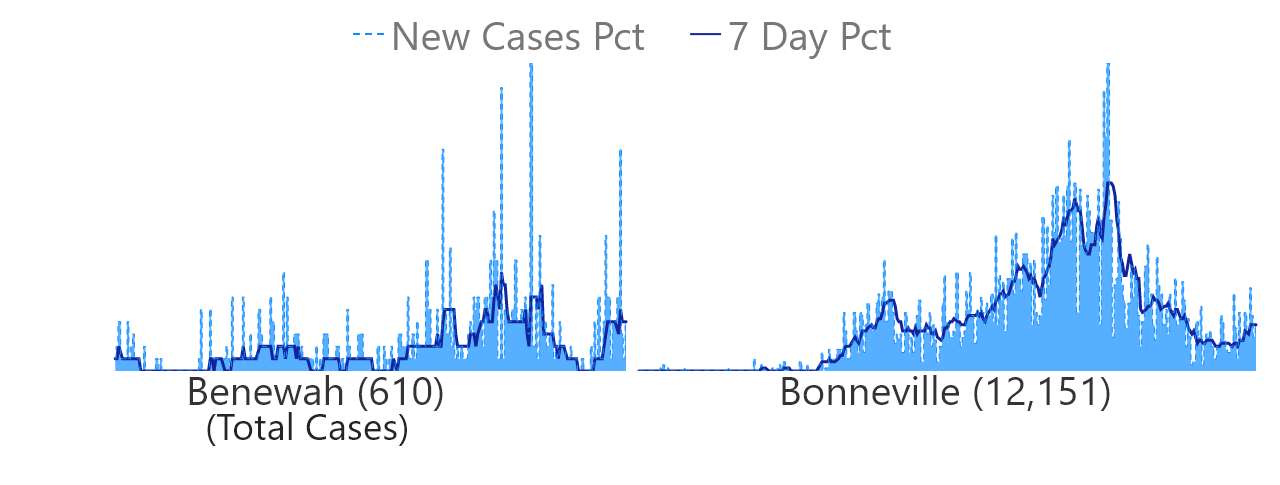 New Cases Pct 7 Day Pct
Benewah (610) Bonneville (12,151)
(Total Cases)